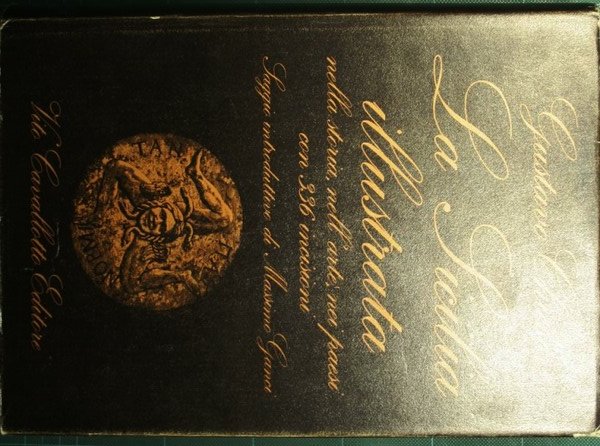 Gustavo
La Sicilia
illustrata
nella storia, nell'arte, nei paesi
con 336 incisioni
Saggio introduttivo di Massimo Ganci
Vito Cavallotto Editore